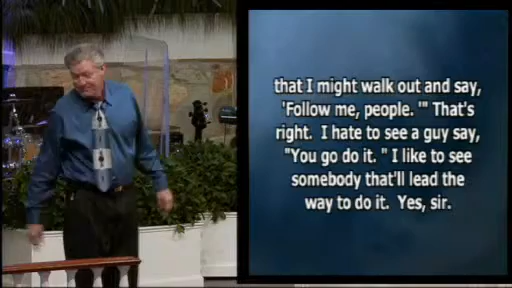 that I might walk out and say,
'Follow me, people. '" That's
right.  I hate to see a guy say,
"You go do it. " I like to see
somebody that'll lead the
way to do it.  Yes, sir.